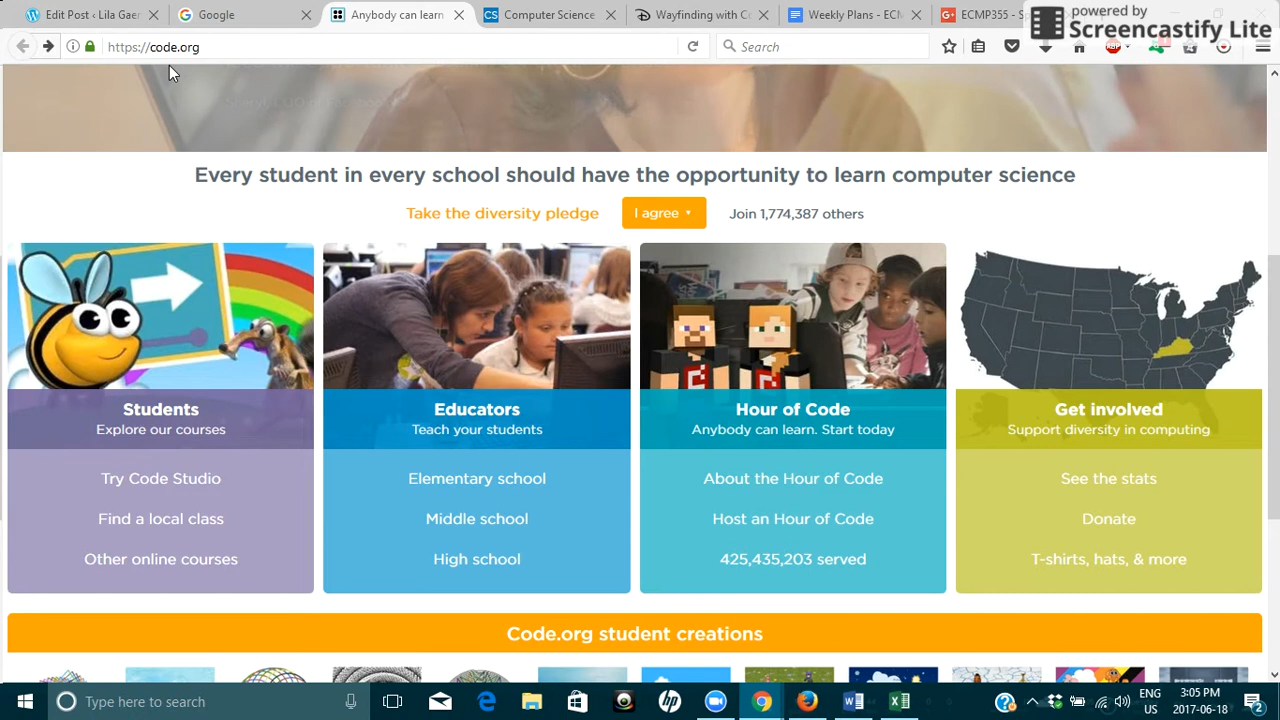 Edit Post ‹ Lila Gaer
Google
Anybody can learn
Computer Science
Wayfinding with Co
Weekly Plans - ECM
ECMP355 - S
powered by
Screencastify Lite
https://code.org
Search
ABP
Every student in every school should have the opportunity to learn computer science
Take the diversity pledge
I agree
Join 1,774,387 others
Students
Explore our courses
Try Code Studio
Find a local class
Other online courses
Educators
Teach your students
Elementary school
Middle school
High school
Hour of Code
Anybody can learn. Start today
About the Hour of Code
Host an Hour of Code
425,435,203 served
Get involved
Support diversity in computing
See the stats
Donate
T-shirts, hats, & more
Code.org student creations
Type here to search
ENG
US
3:05 PM
2017-06-18
2